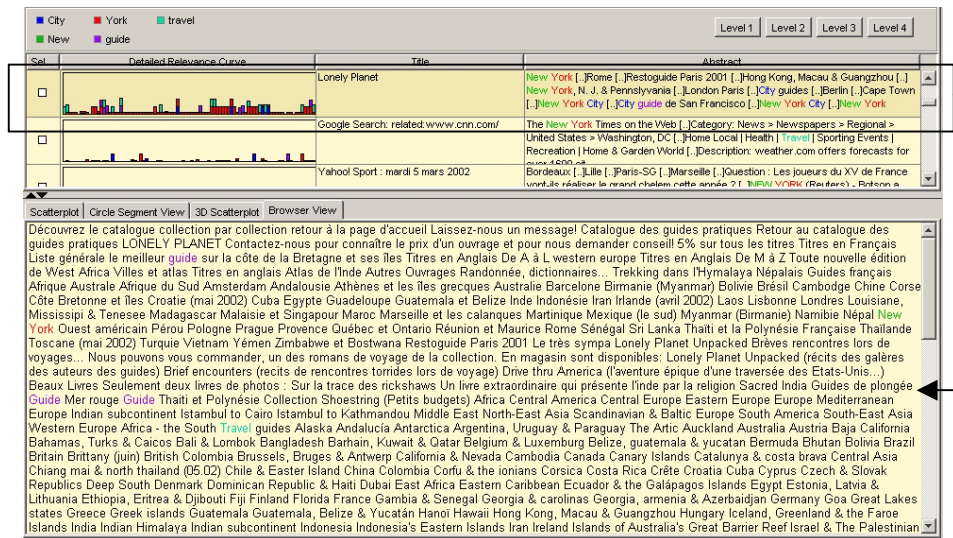 City York travel
New guide
Level 1 Level 2 Level 3 Level 4
Sel... Detailed Relevance Curve Title Abstract
Lonely Planet New York [..]Rome [..]Restoguide Paris 2001 [..]Hong Kong, Macau & Guangzhou [..]
New York, N. J. & Pennslyvania [..]London Paris [..]City guides [..]Berlin [..]Cape Town
[..]New York City [..]City guide de San Francisco [..]New York City [..]New York
Google Search: related:www.cnn.com/ The New York Times on the Web [..]Category: News > Newspapers > Regional >
United States > Washington, DC [..]Home Local | Health | Travel | Sporting Events |
Recreation | Home & Garden World [..]Description: weather.com offers forecasts for
over 1600 cit
Yahoo! Sport : mardi 5 mars 2002 Bordeaux [..]Lille [..]Paris-SG [..]Marseille [..]Question : Les joueurs du XV de France
vont-ils réaliser le grand chelem cette année ? [..]NEW YORK (Reuters) - Botson a
Scatterplot Circle Segment View 3D Scatterplot Browser View
Découvrez le catalogue collection par collection retour à la page d'accueil Laissez-nous un message! Catalogue des guides pratiques Retour au catalogue des
guides pratiques LONELY PLANET Contactez-nous pour connaître le prix d'un ouvrage et pour nous demander conseil! 5% sur tous les titres Titres en Français
Liste générale le meilleur guide sur la côte de la Bretagne et ses îles Titres en Anglais De A à L western europe Titres en Anglais De M à Z Toute nouvelle édition
de West Africa Villes et atlas Titres en anglais Atlas de l'Inde Autres Ouvrages Randonnée, dictionnaires... Trekking dans l'Hymalaya Népalais Guides français
Afrique Australe Afrique du Sud Amsterdam Andalousie Athènes et les îles grecques Australie Barcelone Birmanie (Myanmar) Bolivie Brésil Cambodge Chine Corse
Côte Bretonne et îles Croatie (mai 2002) Cuba Egypte Guadeloupe Guatemala et Belize Inde Indonésie Iran Irlande (avril 2002) Laos Lisbonne Londres Louisiane,
Mississipi & Tenesee Madagascar Malaisie et Singapour Maroc Marseille et les calanques Martinique Mexique (le sud) Myanmar (Birmanie) Namibie Népal New
York Ouest américain Pérou Pologne Prague Provence Québec et Ontario Réunion et Maurice Rome Sénégal Sri Lanka Thaïti et la Polynésie Française Thaïlande
Toscane (mai 2002) Turquie Vietnam Yémen Zimbabwe et Bostwana Restoguide Paris 2001 Le très sympa Lonely Planet Unpacked Brèves rencontres lors de
voyages... Nous pouvons vous commander, un des romans de voyage de la collection. En magasin sont disponibles: Lonely Planet Unpacked (récits des galères
des auteurs des guides) Brief encounters (recits de rencontres torrides lors de voyage) Drive thru America (l'aventure épique d'une traversée des Etats-Unis...)
Beaux Livres Seulement deux livres de photos : Sur la trace des rickshaws Un livre extraordinaire qui présente l'inde par la religion Sacred India Guides de plongée
Guide Mer rouge Guide Thaiti et Polynésie Collection Shoestring (Petits budgets) Africa Central America Central Europe Eastern Europe Europe Mediterranean
Europe Indian subcontinent Istambul to Cairo Istambul to Kathmandou Middle East North-East Asia Scandinavian & Baltic Europe South America South-East Asia
Western Europe Africa - the South Travel guides Alaska Andalucía Antarctica Argentina, Uruguay & Paraguay The Artic Auckland Australia Austria Baja California
Bahamas, Turks & Caicos Bali & Lombok Bangladesh Barhain, Kuwait & Qatar Belgium & Luxemburg Belize, guatemala & yucatan Bermuda Bhutan Bolivia Brazil
Britain Brittany (juin) British Colombia Brussels, Bruges & Antwerp California & Nevada Cambodia Canada Canary Islands Catalunya & costa brava Central Asia
Chiang mai & north thailand (05.02) Chile & Easter Island China Colombia Corfu & the ionians Corsica Costa Rica Crête Croatia Cuba Cyprus Czech & Slovak
Republics Deep South Denmark Dominican Republic & Haiti Dubai East Africa Eastern Caribbean Ecuador & the Galápagos Islands Egypt Estonia, Latvia &
Lithuania Ethiopia, Eritrea & Djibouti Fiji Finland Florida France Gambia & Senegal Georgia & carolinas Georgia, armenia & Azerbaidjan Germany Goa Great Lakes
states Greece Greek islands Guatemala Guatemala, Belize & Yucatán Hanoï Hawaii Hong Kong, Macau & Guangzhou Hungary Iceland, Greenland & the Faroe
Islands India Indian Himalaya Indian subcontinent Indonesia Indonesia's Eastern Islands Iran Ireland Islands of Australia's Great Barrier Reef Israel & The Palestinian